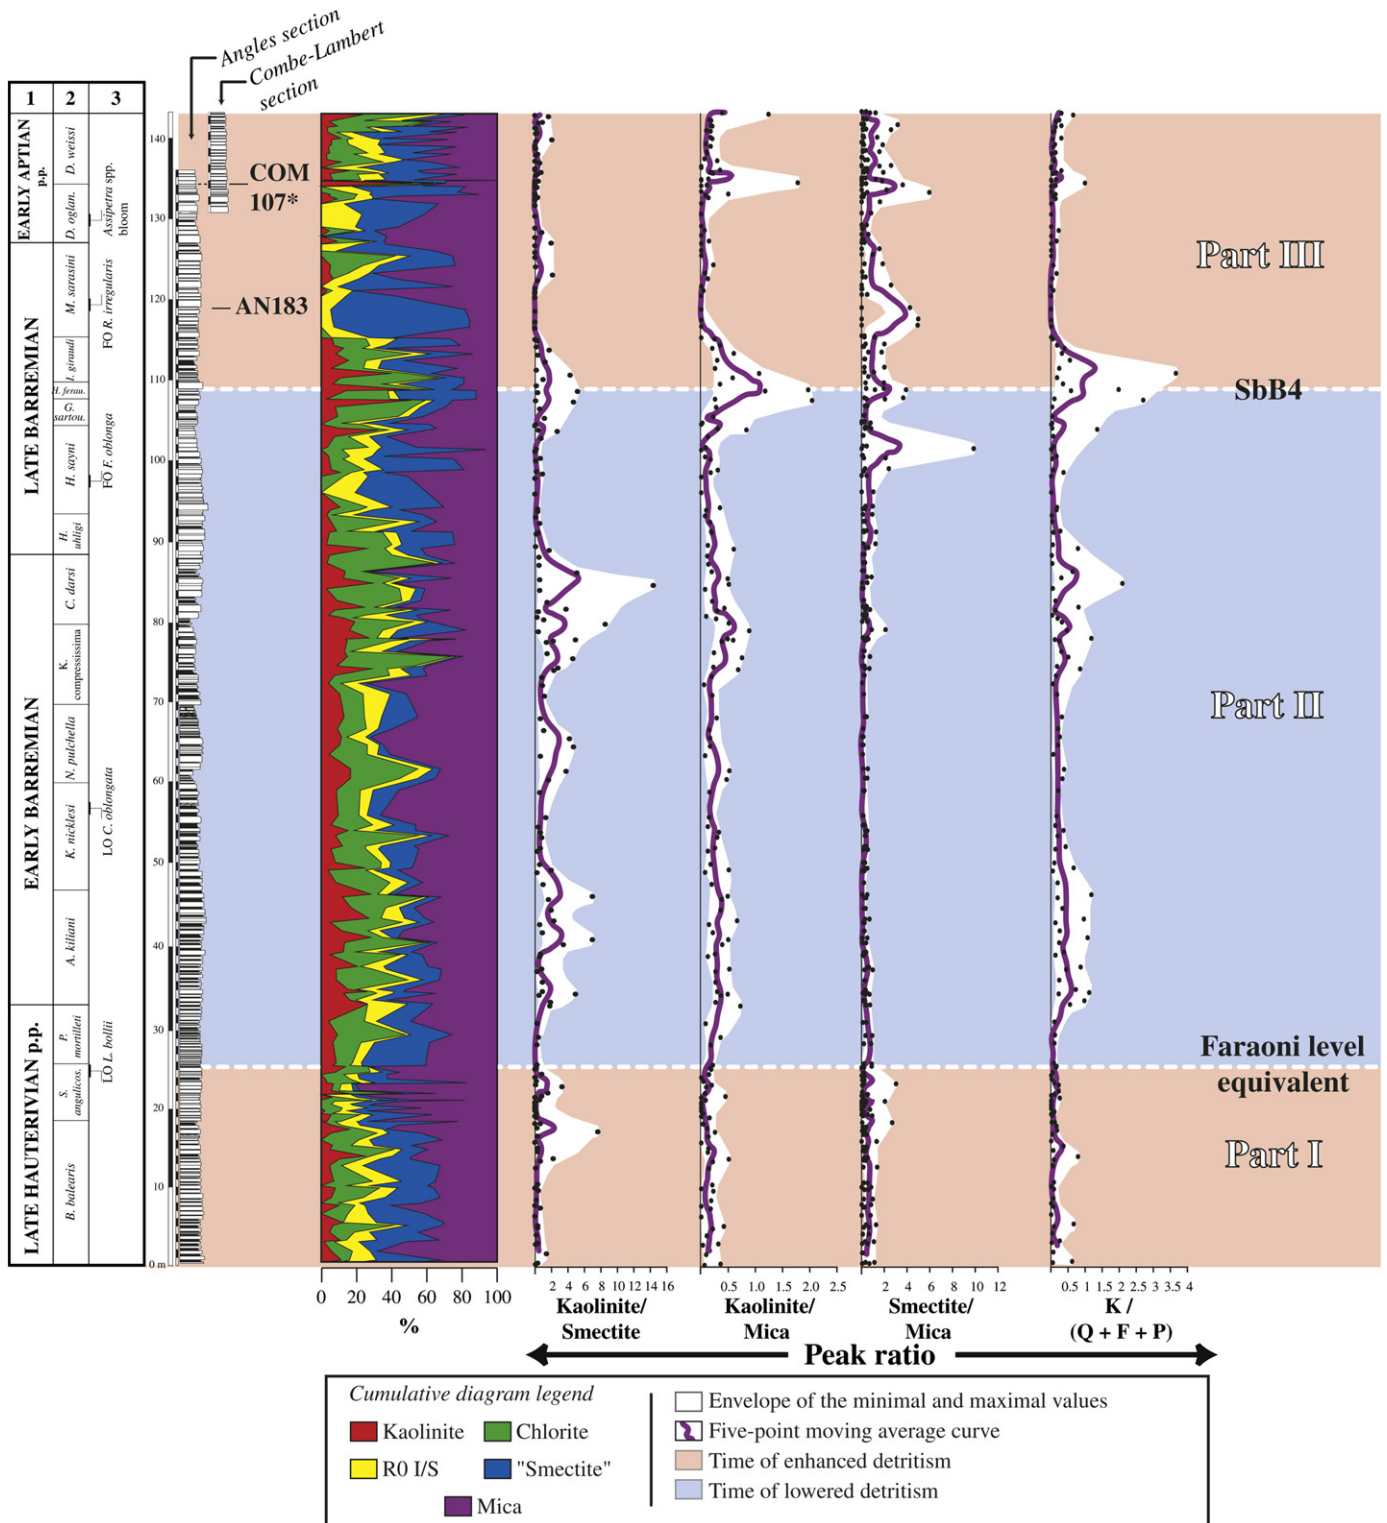 Angles section
Combe-Lambert
section
1 2 3
EARLY APTIAN
p.p.
LATE BARREMIAN
EARLY BARREMIAN
LATE HAUTERIVIAN p.p.
D. weissi
D. oglan.
M. sarasini
I. giraudi
H. ferau.
G.
sartou.
H. sayni
H.
uhligi
C. darsi
K.
compressissima
N. pulchella
K. nicklesi
A. kiliani
P.
mortilleti
S.
angulicos.
B. balearis
Assipetra spp.
bloom
FO R. irregularis
FO F. oblonga
LO C. oblongata
LO L. bollii
140
130
120
110
100
90
80
70
60
50
40
30
20
10
0 m
COM
107*
AN183
Part III
SbB4
Part II
Faraoni level
equivalent
Part I
0 20 40 60 80 100
%
2 4 6 8 10 12 14 16
Kaolinite/
Smectite
0.5 1.0 1.5 2.0 2.5
Kaolinite/
Mica
2 4 6 8 10 12
Smectite/
Mica
0.5 1 1.5 2 2.5 3 3.5 4
K /
(Q + F + P)
Peak ratio
Cumulative diagram legend
Kaolinite
Chlorite
R0 I/S
"Smectite"
Mica
Envelope of the minimal and maximal values
Five-point moving average curve
Time of enhanced detritism
Time of lowered detritism